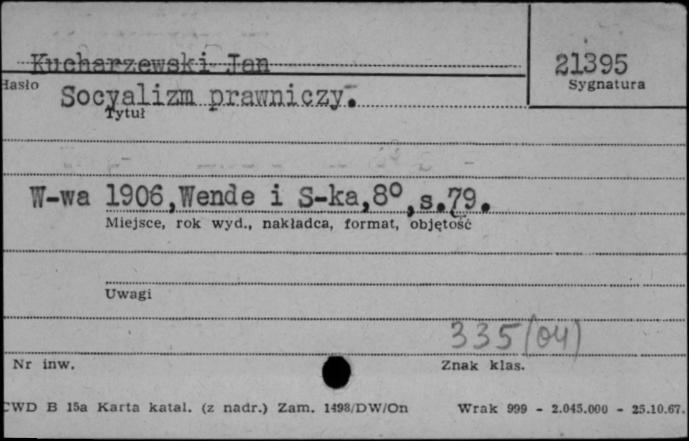 Kucharzewski Jan
21395
Hasło
Sygnatura
Socyalizm prawniczy.
Tytuł
W-wa 1906, Wende i S-ka, 8°, s. 79.
Miejsce, rok wyd., nakładca, format, objętość
Uwagi
335 (04)
Nr inw.
Znak klas.
CWD B 15a Karta katal. (z nadr.) Zam. 1498/DW/On Wrak 999 - 2.045.000 - 25.10.67.